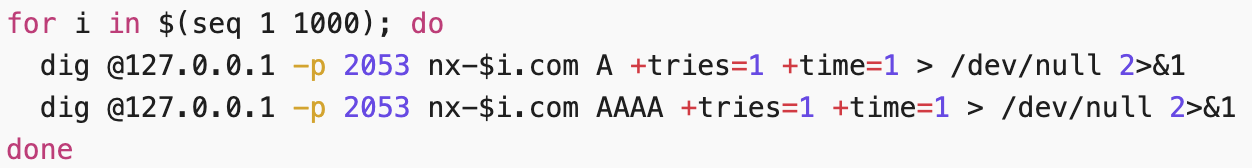 for i in $(seq 1 1000); do
  dig @127.0.0.1 -p 2053 nx-$i.com A +tries=1 +time=1 > /dev/null 2>&1
  dig @127.0.0.1 -p 2053 nx-$i.com AAAA +tries=1 +time=1 > /dev/null 2>&1
done